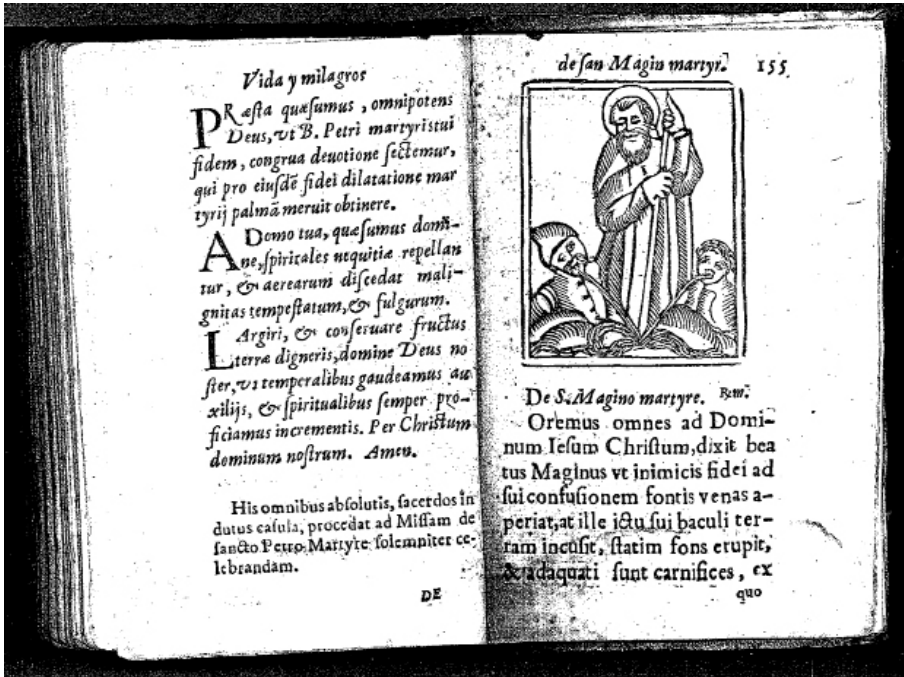 Vida y milagros
PRæsta quæsumus, omnipotens
Deus, vt B. Petri martyris tui
fidem, congrua deuotione sectemur,
qui pro eiusdē fidei dilatatione mar
tyrij palmā meruit obtinere.
A Domo tua, quæsumus domi-
ne, spiritales nequitiæ repellan
tur, & aerearum discedat mali-
gnitas tempestatum, & fulgurum.
LArgiri, & conseruare fructus
terræ digneris, domine Deus no
ster, vt temporalibus gaudeamus au
xilijs, & spiritualibus semper pro-
ficiamus incrementis. Per Christum
dominum nostrum. Amen.
His omnibus absolutis, sacerdos in
dutus casula, procedat ad Missam de
sancto Petro Martyre solemniter ce-
lebrandam.
DE
de san Magin martyr. 155
De S. Magino martyre.
Oremus omnes ad Domi-
num Iesum Christum, dixit bea
tus Maginus vt inimicis fidei ad
sui confusionem fontis venas a-
periat, at ille ictu sui baculi ter-
ram incusit, statim fons erupit,
& adaquati sunt carnifices, ex
quo